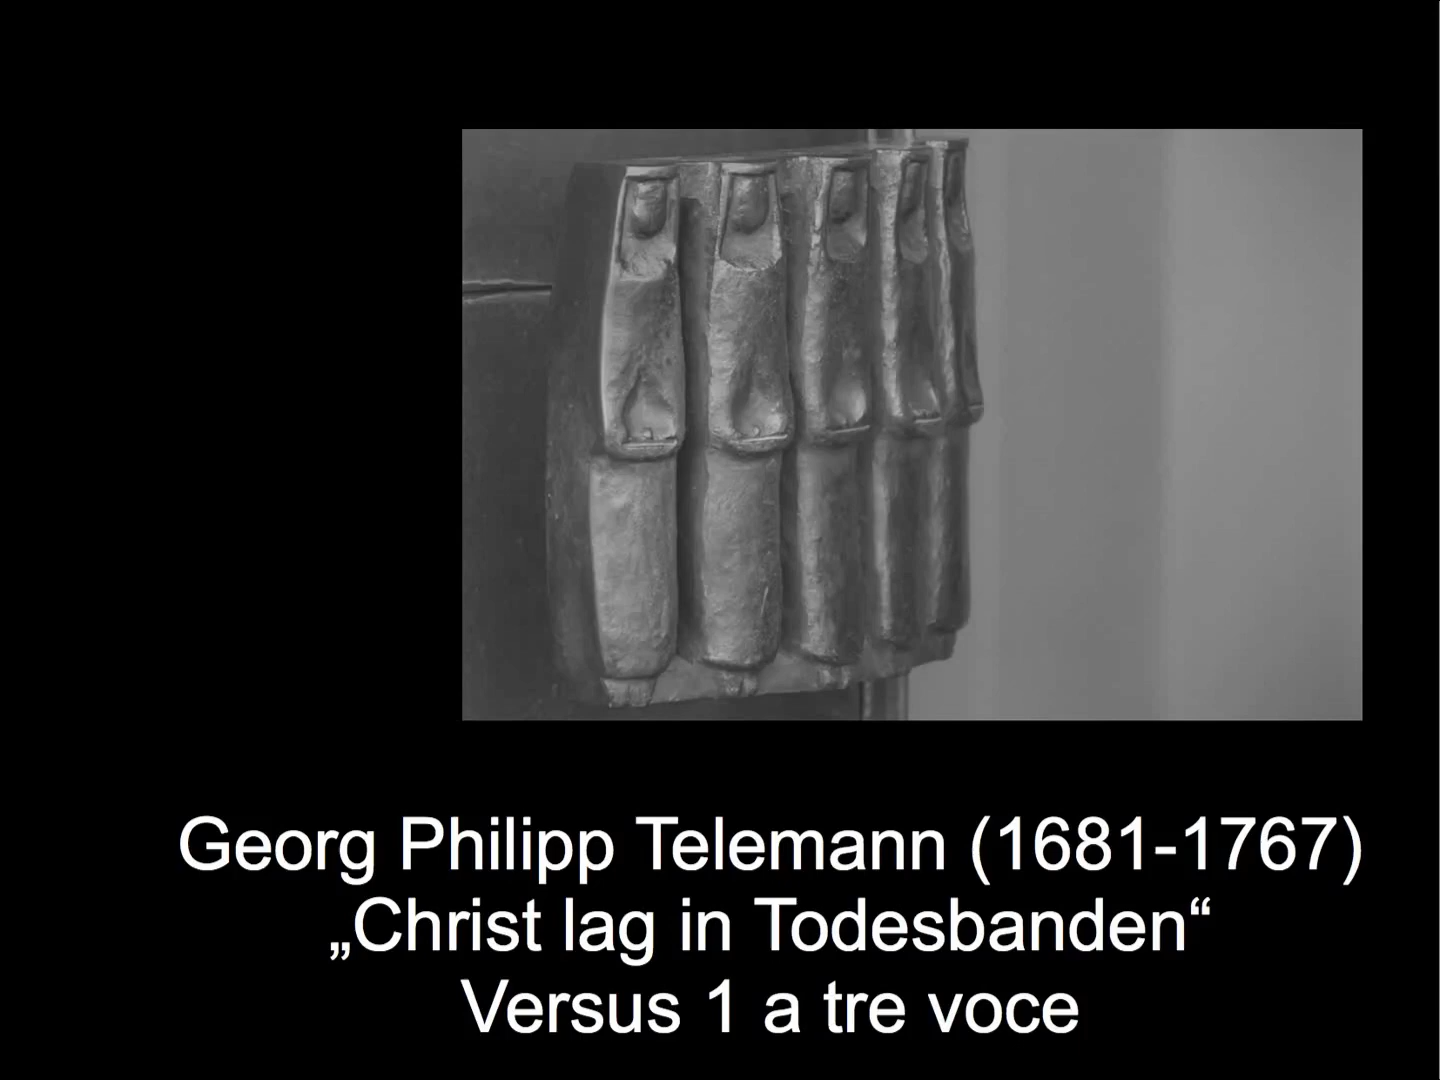 Georg Philipp Telemann (1681-1767)
„Christ lag in Todesbanden“
Versus 1 a tre voce